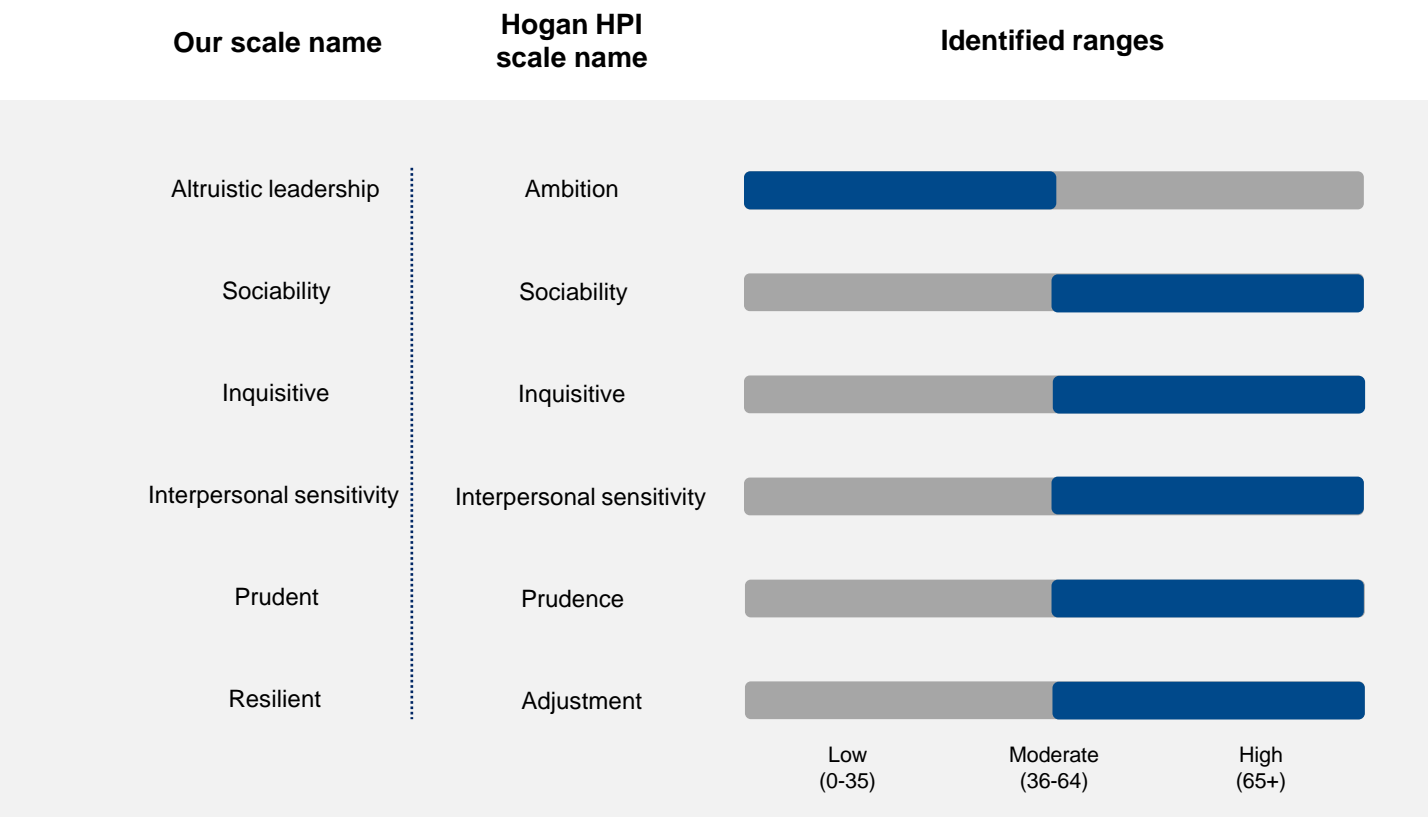 Our scale name
Hogan HPI
scale name
Identified ranges
Altruistic leadership
Ambition
Sociability
Sociability
Inquisitive
Inquisitive
Interpersonal sensitivity
Interpersonal sensitivity
Prudent
Prudence
Resilient
Adjustment
Low
(0-35)
Moderate
(36-64)
High
(65+)